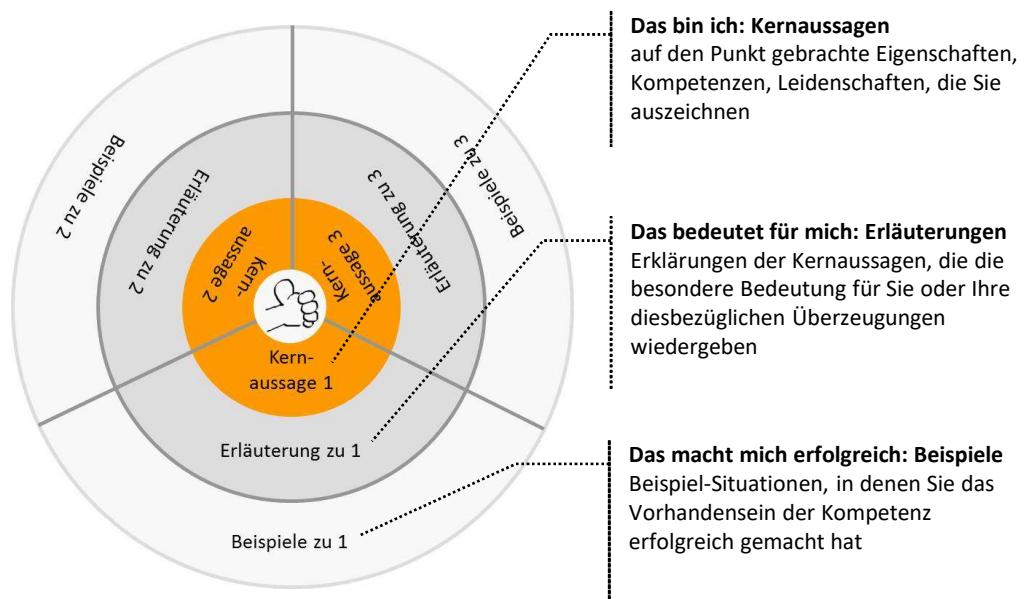 Das bin ich: Kernaussagen
auf den Punkt gebrachte Eigenschaften,
Kompetenzen, Leidenschaften, die Sie
auszeichnen
Das bedeutet für mich: Erläuterungen
Erklärungen der Kernaussagen, die die
besondere Bedeutung für Sie oder Ihre
diesbezüglichen Überzeugungen
wiedergeben
Das macht mich erfolgreich: Beispiele
Beispiel-Situationen, in denen Sie das
Vorhandensein der Kompetenz
erfolgreich gemacht hat
Beispiele zu 2
Erläuterung zu 2
Kern-
aussage 2
Beispiele zu 3
Erläuterung zu 3
Kern-
aussage 3
Kern-
aussage 1
Erläuterung zu 1
Beispiele zu 1